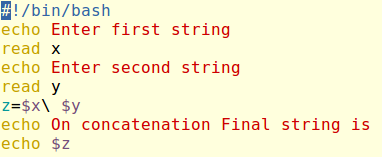 #!/bin/bash
echo Enter first string
read x
echo Enter second string
read y
z=$x\ $y
echo On concatenation Final string is
echo $z